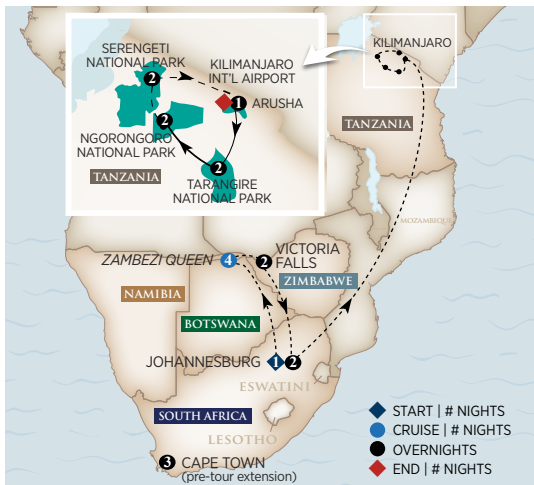 SERENGETI
NATIONAL PARK
2
KILIMANJARO
INT'L AIRPORT
1
ARUSHA
NGORONGORO
NATIONAL PARK
2
TANZANIA
2
TARANGIRE
NATIONAL PARK
KILIMANJARO
TANZANIA
MOZAMBIQUE
ZAMBEZI QUEEN
4
2
VICTORIA
FALLS
ZIMBABWE
NAMIBIA
BOTSWANA
JOHANNESBURG
1
2
ESWATINI
SOUTH AFRICA
LESOTHO
3
CAPE TOWN
(pre-tour extension)
START | # NIGHTS
CRUISE | # NIGHTS
OVERNIGHTS
END | # NIGHTS